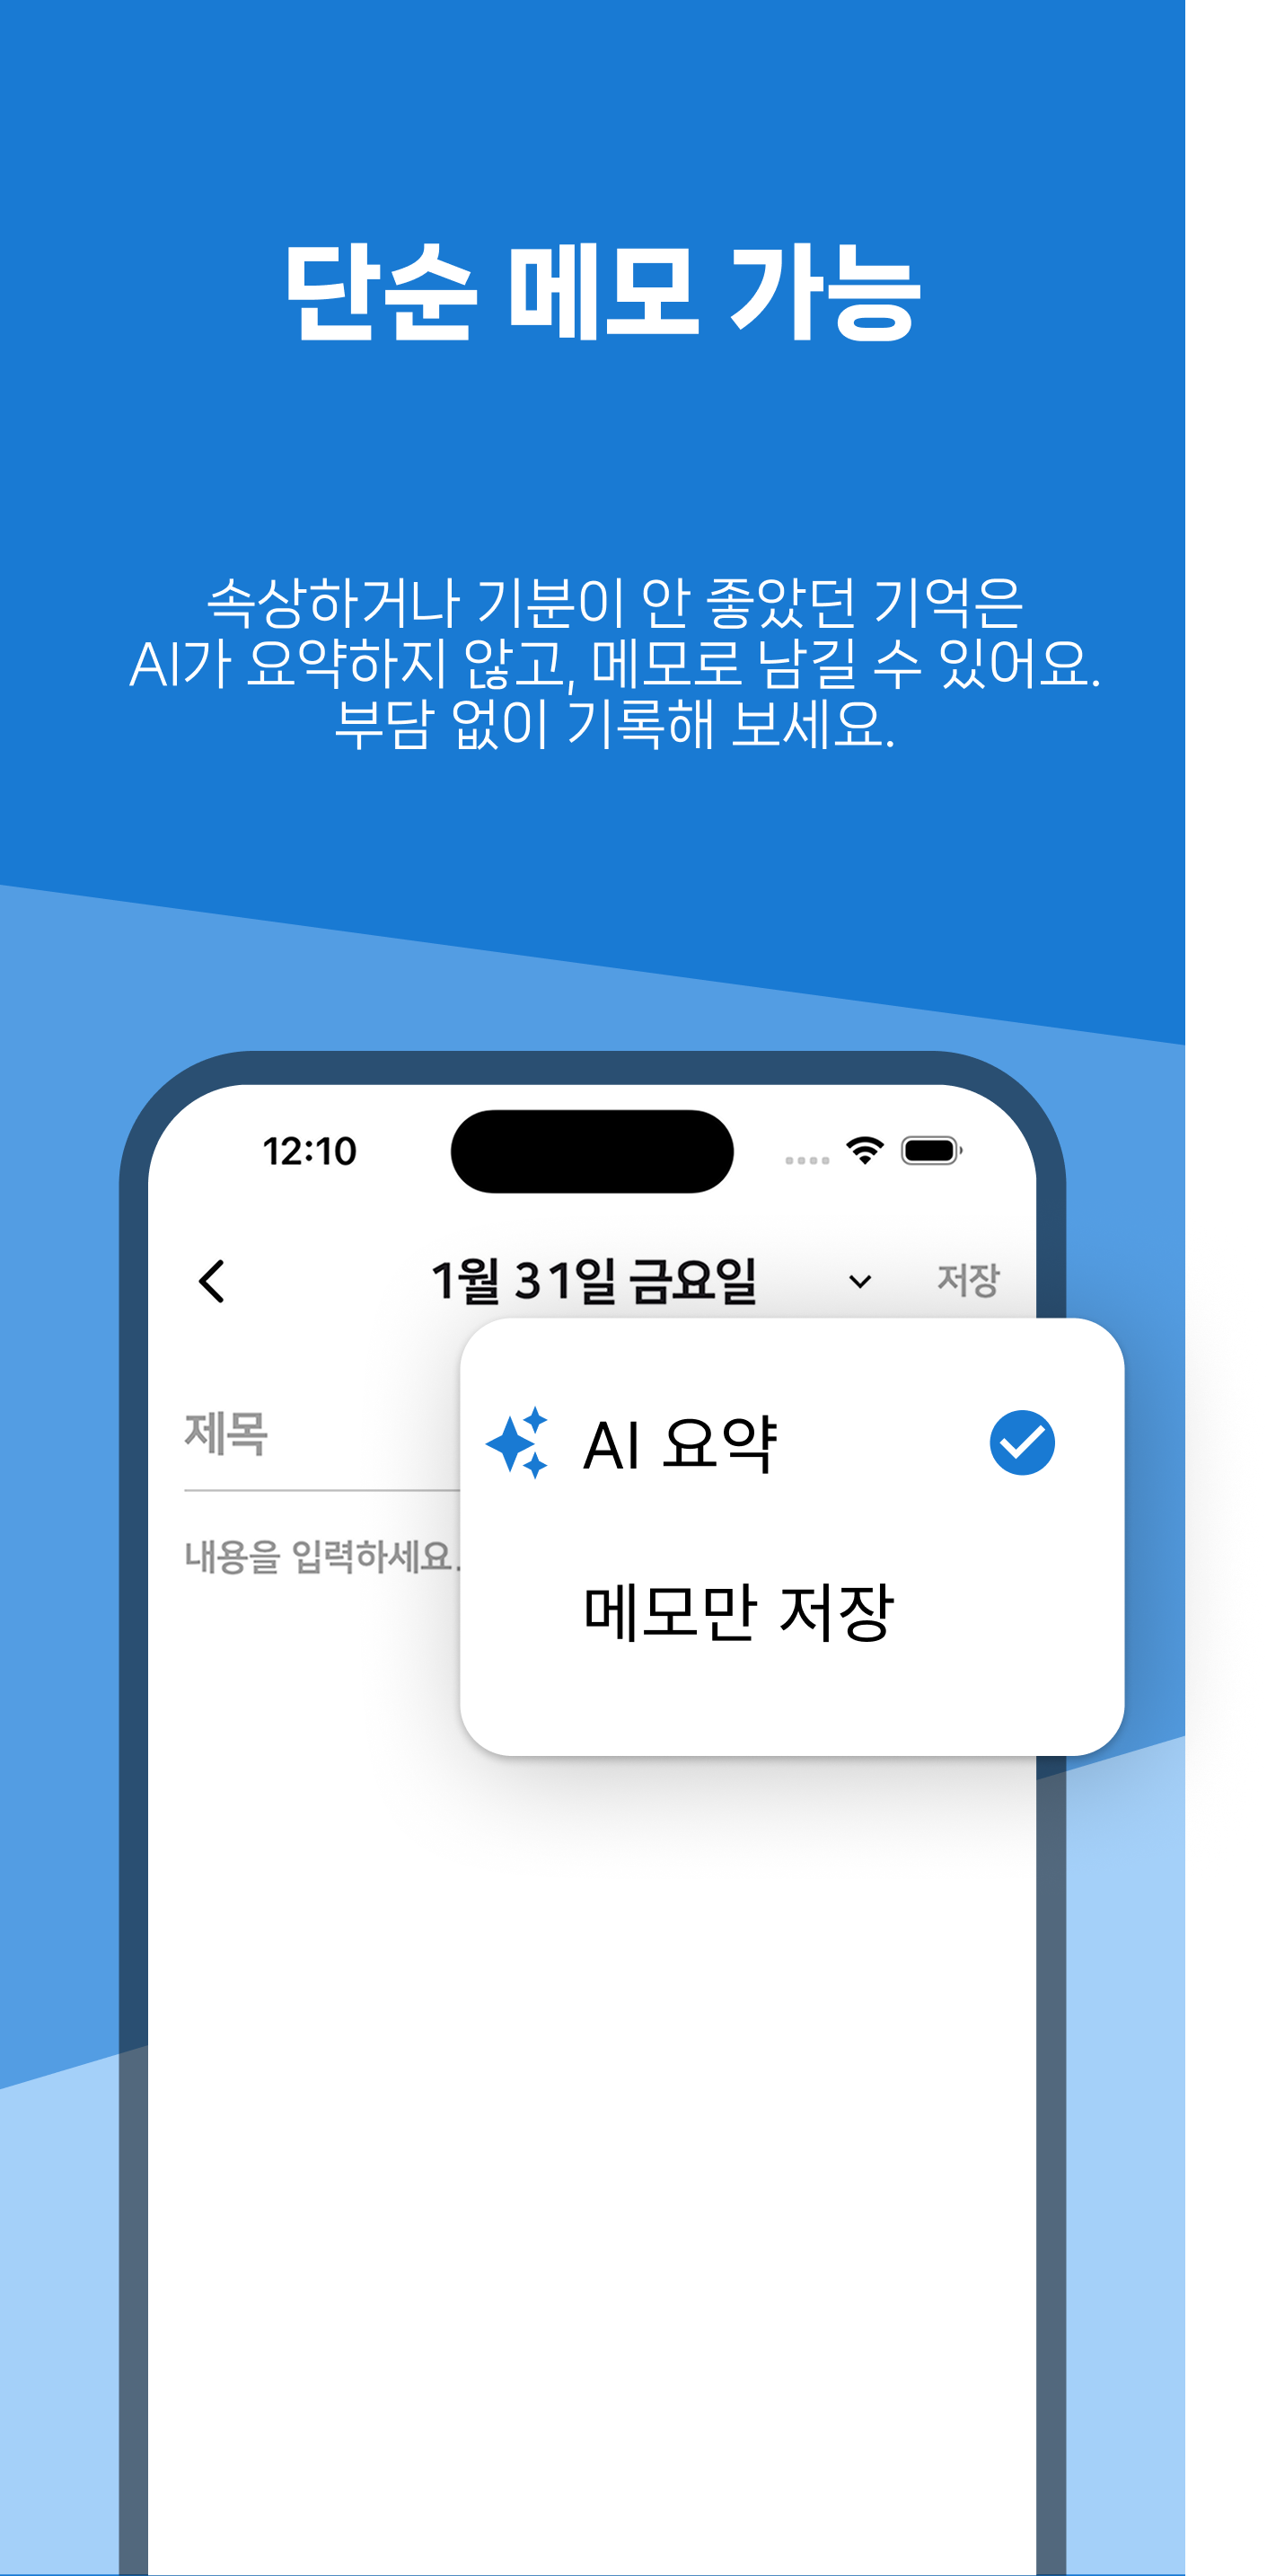 단순 메모 가능
속상하거나 기분이 안 좋았던 기억은
AI가 요약하지 않고, 메모로 남길 수 있어요.
부담 없이 기록해 보세요.
12:10
1월 31일 금요일
저장
제목
AI 요약
내용을 입력하세요.
메모만 저장